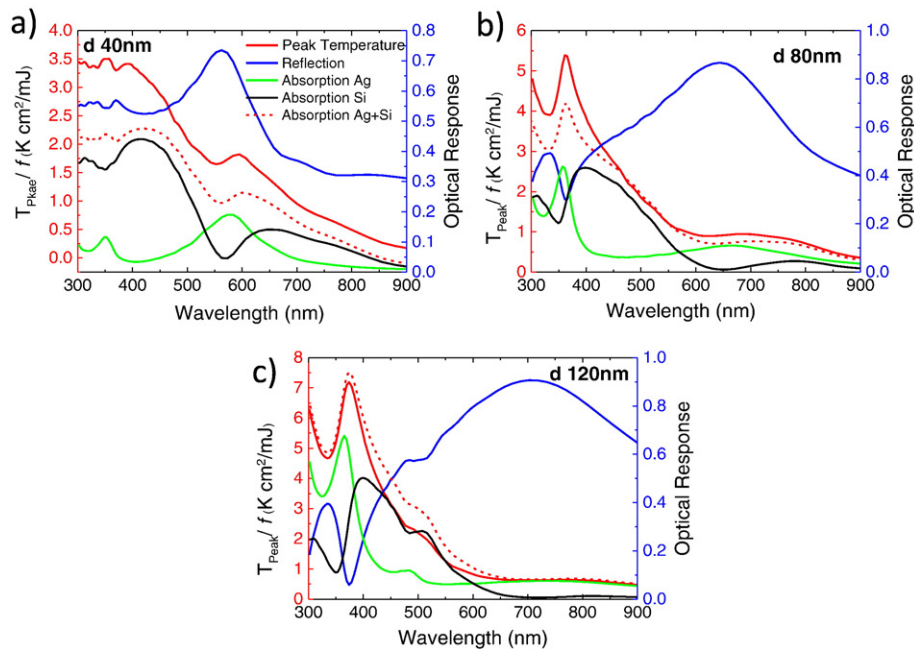 a)
d 40nm
Peak Temperature
Reflection
Absorption Ag
Absorption Si
Absorption Ag+Si
4.0
3.5
3.0
2.5
2.0
1.5
1.0
0.5
0.0
T_Pkae / f (K cm²/mJ)
0.8
0.7
0.6
0.5
0.4
0.3
0.2
0.1
0.0
Optical Response
300 400 500 600 700 800 900
Wavelength (nm)
b)
d 80nm
6
5
4
3
2
1
0
T_Peak / f (K cm²/mJ)
1.0
0.8
0.6
0.4
0.2
0.0
Optical Response
300 400 500 600 700 800 900
Wavelength (nm)
c)
d 120nm
8
7
6
5
4
3
2
1
0
T_Peak / f (K cm²/mJ)
1.0
0.8
0.6
0.4
0.2
0.0
Optical Response
300 400 500 600 700 800 900
Wavelength (nm)